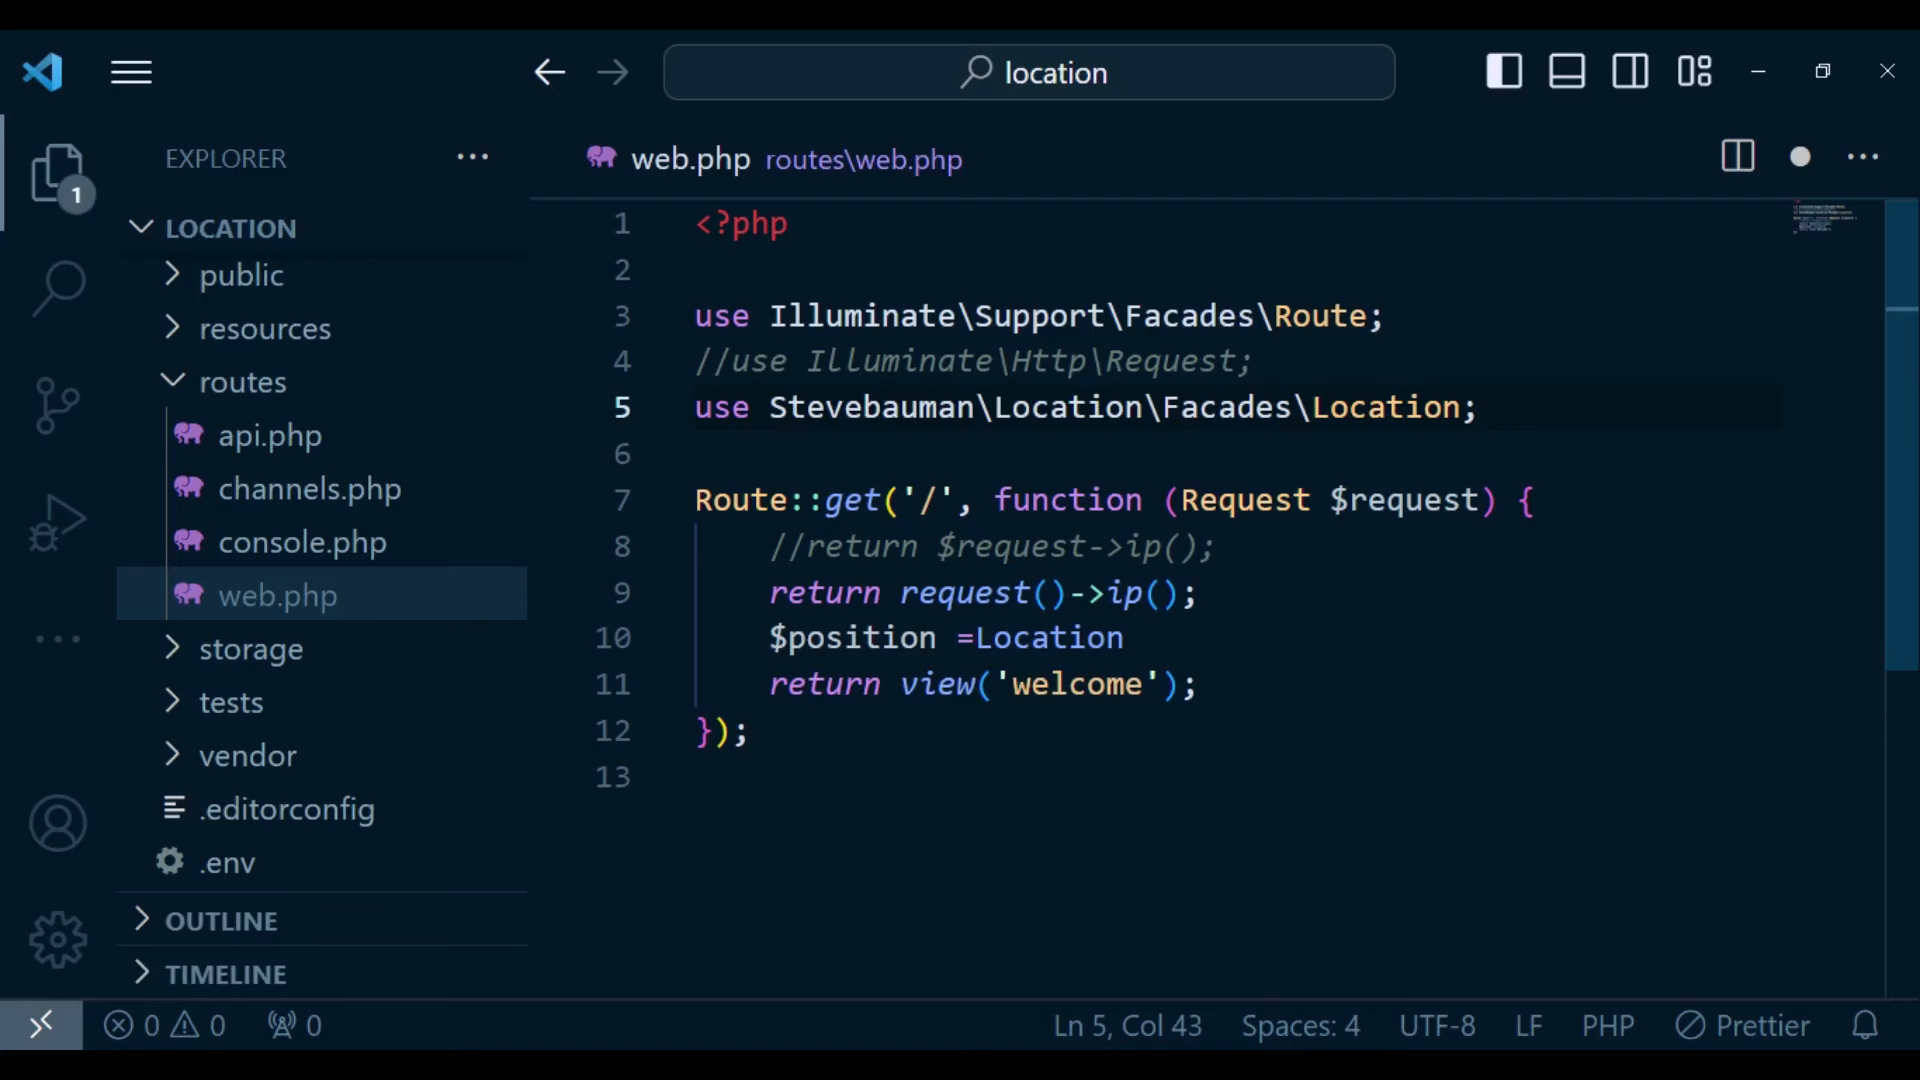 location
EXPLORER
1
web.php routes\web.php
LOCATION
public
resources
routes
api.php
channels.php
console.php
web.php
storage
tests
vendor
.editorconfig
.env
OUTLINE
TIMELINE
1 <?php
2
3 use Illuminate\Support\Facades\Route;
4 //use Illuminate\Http\Request;
5 use Stevebauman\Location\Facades\Location;
6
7 Route::get('/', function (Request $request) {
8 //return $request->ip();
9 return request()->ip();
10 $position =Location
11 return view('welcome');
12 });
13
0 0 0 Ln 5, Col 43 Spaces: 4 UTF-8 LF PHP Prettier